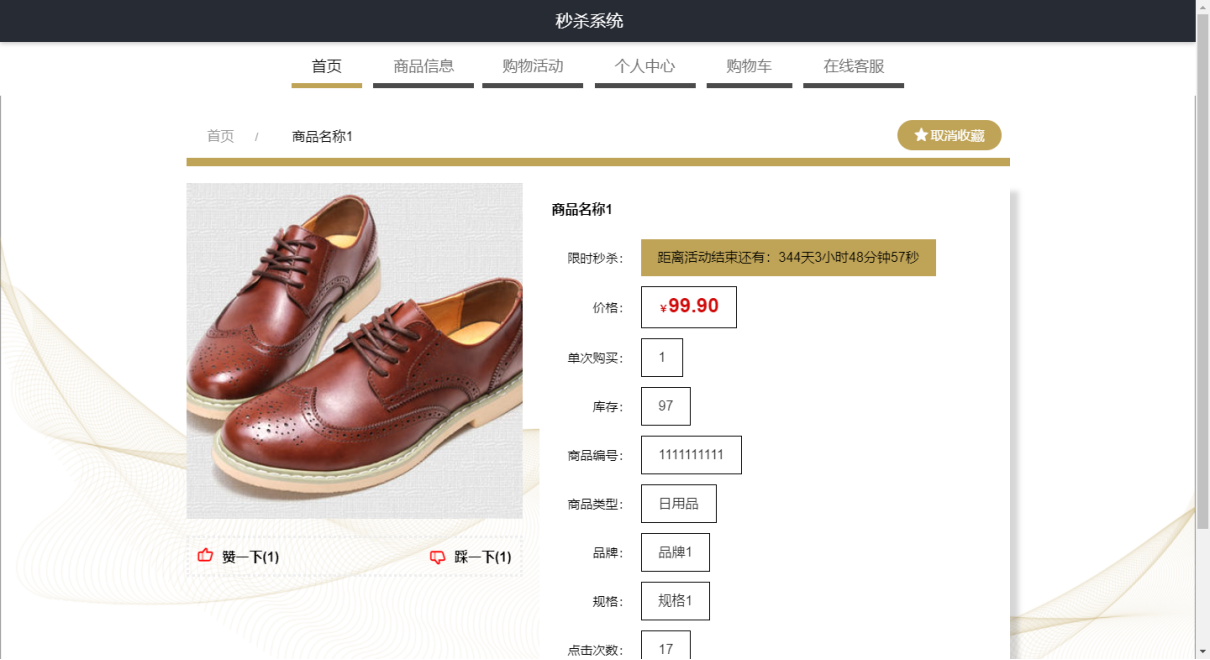 秒杀系统
首页 商品信息 购物活动 个人中心 购物车 在线客服
首页 / 商品名称1 取消收藏
商品名称1
限时秒杀： 距离活动结束还有：344天3小时48分钟57秒
价格： ¥99.90
单次购买： 1
库存： 97
商品编号： 1111111111
商品类型： 日用品
品牌： 品牌1
规格： 规格1
点击次数： 17
赞一下(1) 踩一下(1)